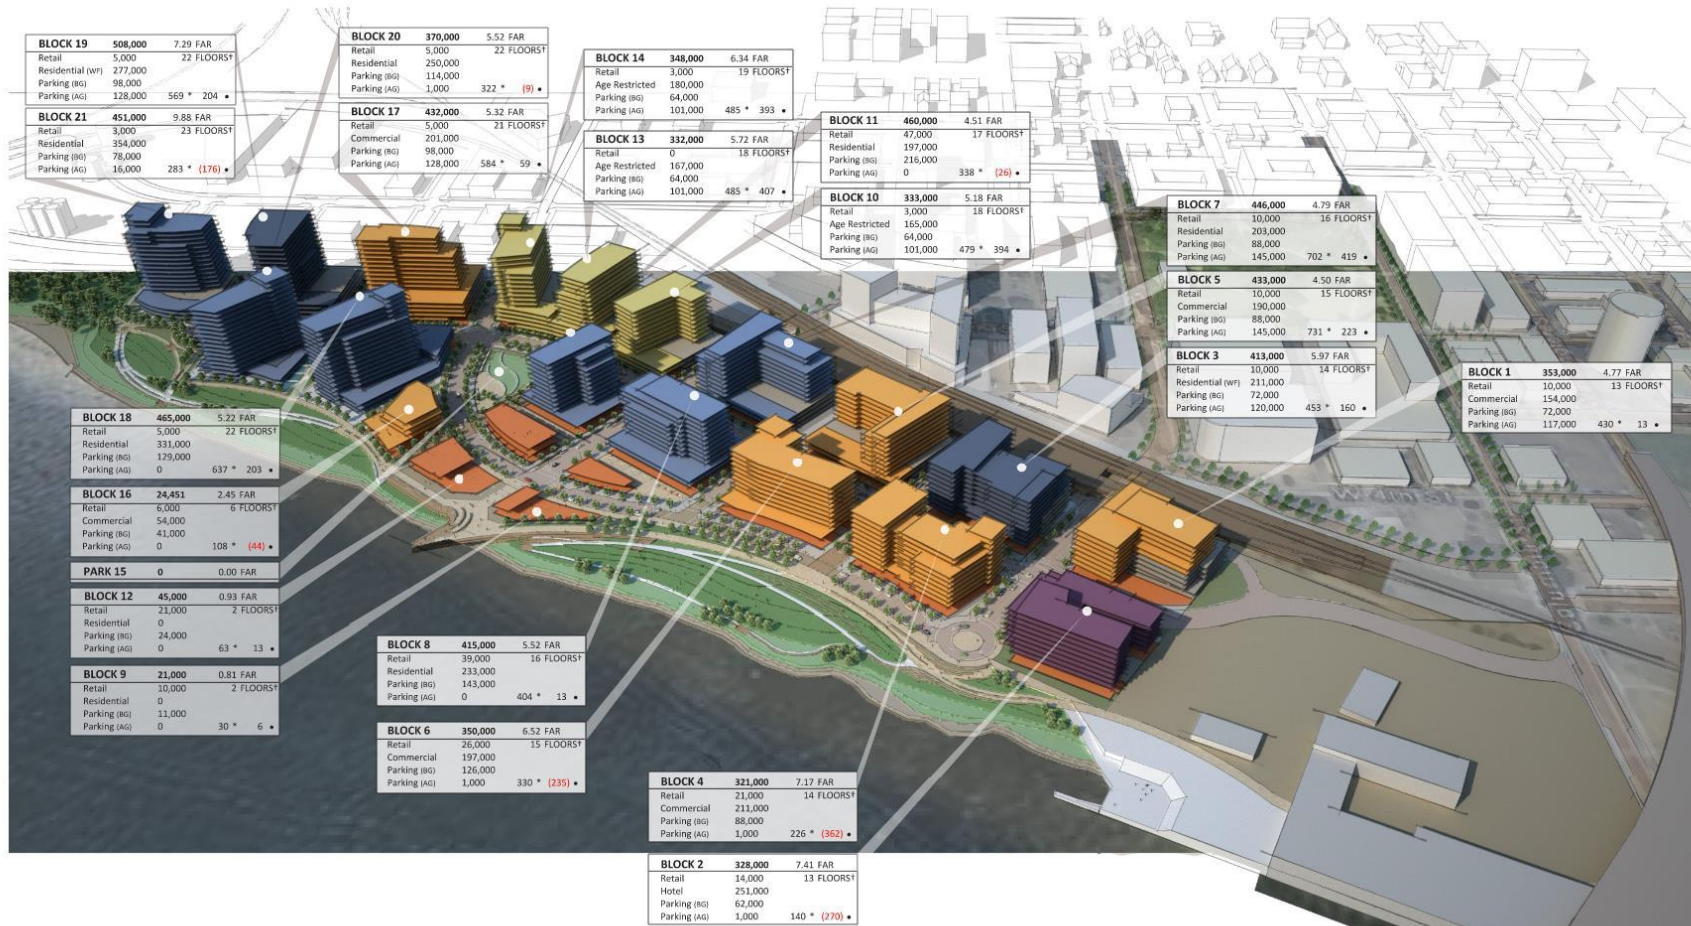 BLOCK 19 508,000 7.29 FAR
Retail 5,000 22 FLOORS†
Residential (WF) 277,000
Parking (BG) 98,000
Parking (AG) 128,000 569 * 204 •
BLOCK 21 451,000 9.88 FAR
Retail 3,000 23 FLOORS†
Residential 354,000
Parking (BG) 78,000
Parking (AG) 16,000 283 * (176) •
BLOCK 20 370,000 5.52 FAR
Retail 5,000 22 FLOORS†
Residential 250,000
Parking (BG) 114,000
Parking (AG) 1,000 322 * (9) •
BLOCK 17 432,000 5.32 FAR
Retail 5,000 21 FLOORS†
Commercial 201,000
Parking (BG) 98,000
Parking (AG) 128,000 584 * 59 •
BLOCK 14 348,000 6.34 FAR
Retail 3,000 19 FLOORS†
Age Restricted 180,000
Parking (BG) 64,000
Parking (AG) 101,000 485 * 393 •
BLOCK 13 332,000 5.72 FAR
Retail 0 18 FLOORS†
Age Restricted 167,000
Parking (BG) 64,000
Parking (AG) 101,000 485 * 407 •
BLOCK 11 460,000 4.51 FAR
Retail 47,000 17 FLOORS†
Residential 197,000
Parking (BG) 216,000
Parking (AG) 0 338 * (26) •
BLOCK 10 333,000 5.18 FAR
Retail 3,000 18 FLOORS†
Age Restricted 165,000
Parking (BG) 64,000
Parking (AG) 101,000 479 * 394 •
BLOCK 7 446,000 4.79 FAR
Retail 10,000 16 FLOORS†
Residential 203,000
Parking (BG) 88,000
Parking (AG) 145,000 702 * 419 •
BLOCK 5 433,000 4.50 FAR
Retail 10,000 15 FLOORS†
Commercial 190,000
Parking (BG) 88,000
Parking (AG) 145,000 731 * 223 •
BLOCK 3 413,000 5.97 FAR
Retail 10,000 14 FLOORS†
Residential (WF) 211,000
Parking (BG) 72,000
Parking (AG) 120,000 453 * 160 •
BLOCK 1 353,000 4.77 FAR
Retail 10,000 13 FLOORS†
Commercial 154,000
Parking (BG) 72,000
Parking (AG) 117,000 430 * 13 •
BLOCK 18 465,000 5.22 FAR
Retail 5,000 22 FLOORS†
Residential 331,000
Parking (BG) 129,000
Parking (AG) 0 637 * 203 •
BLOCK 16 24,451 2.45 FAR
Retail 6,000 6 FLOORS†
Commercial 54,000
Parking (BG) 41,000
Parking (AG) 0 108 * (44) •
PARK 15 0 0.00 FAR
BLOCK 12 45,000 0.93 FAR
Retail 21,000 2 FLOORS†
Residential 0
Parking (BG) 24,000
Parking (AG) 0 63 * 13 •
BLOCK 9 21,000 0.81 FAR
Retail 10,000 2 FLOORS†
Residential 0
Parking (BG) 11,000
Parking (AG) 0 30 * 6 •
BLOCK 8 415,000 5.52 FAR
Retail 39,000 16 FLOORS†
Residential 233,000
Parking (BG) 143,000
Parking (AG) 0 404 * 13 •
BLOCK 6 350,000 6.52 FAR
Retail 26,000 15 FLOORS†
Commercial 197,000
Parking (BG) 126,000
Parking (AG) 1,000 330 * (235) •
BLOCK 4 321,000 7.17 FAR
Retail 21,000 14 FLOORS†
Commercial 211,000
Parking (BG) 88,000
Parking (AG) 1,000 226 * (362) •
BLOCK 2 328,000 7.41 FAR
Retail 14,000 13 FLOORS†
Hotel 251,000
Parking (BG) 62,000
Parking (AG) 1,000 140 * (270) •